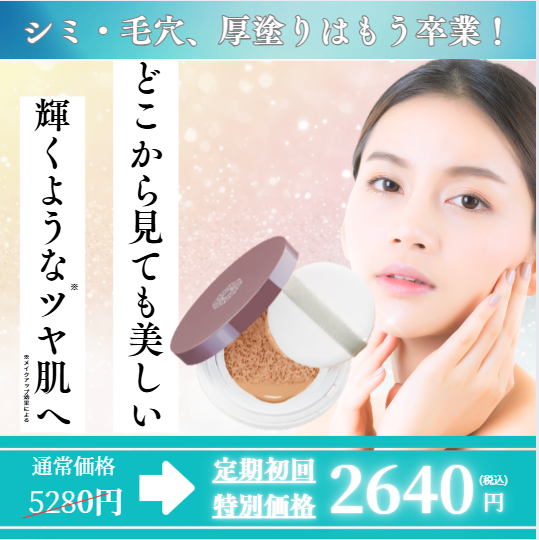 シミ・毛穴、厚塗りはもう卒業！
どこから見ても美しい
輝くようなツヤ肌へ
※
※メイクアップ効果による
通常価格
5280円
定期初回
特別価格
2640
(税込)
円